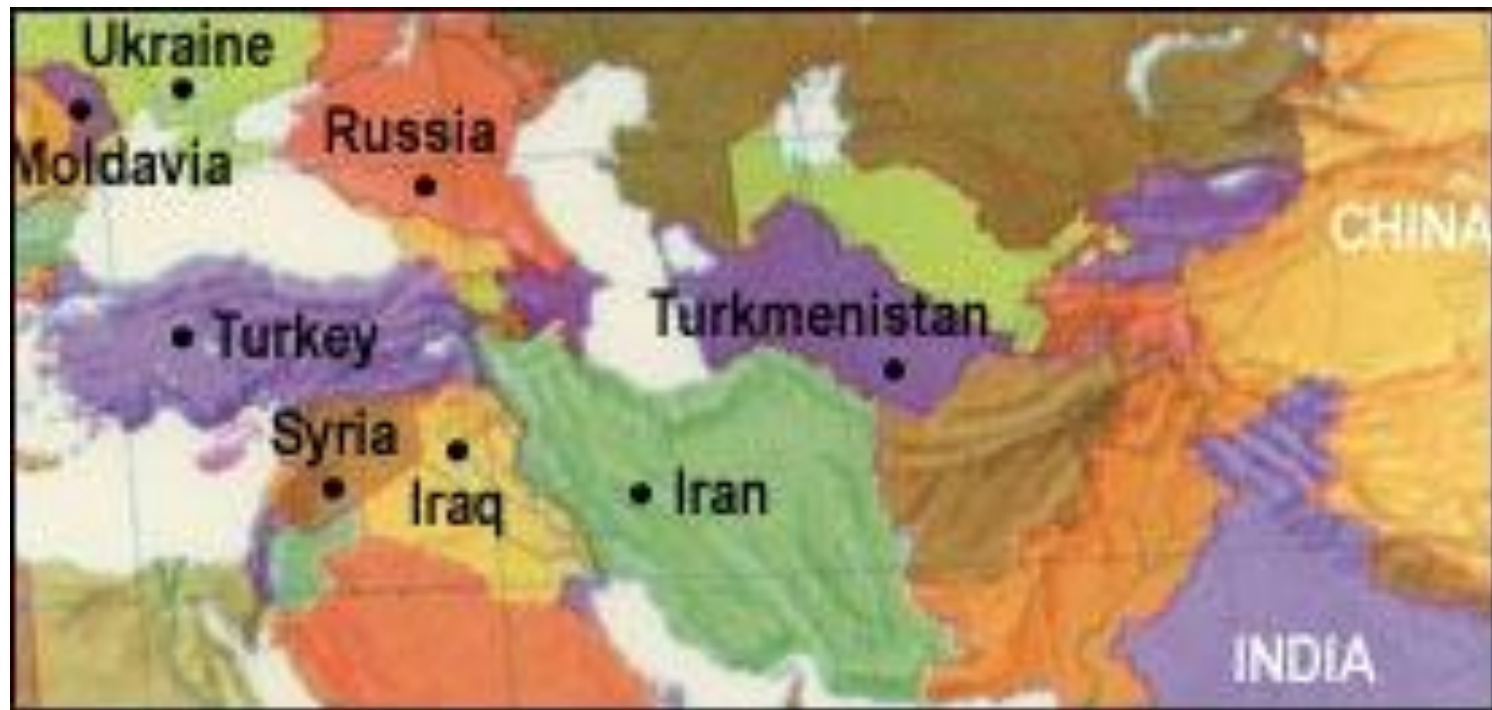 Ukraine
Russia
Moldavia
CHINA
Turkmenistan
Turkey
Syria
Iraq
Iran
INDIA